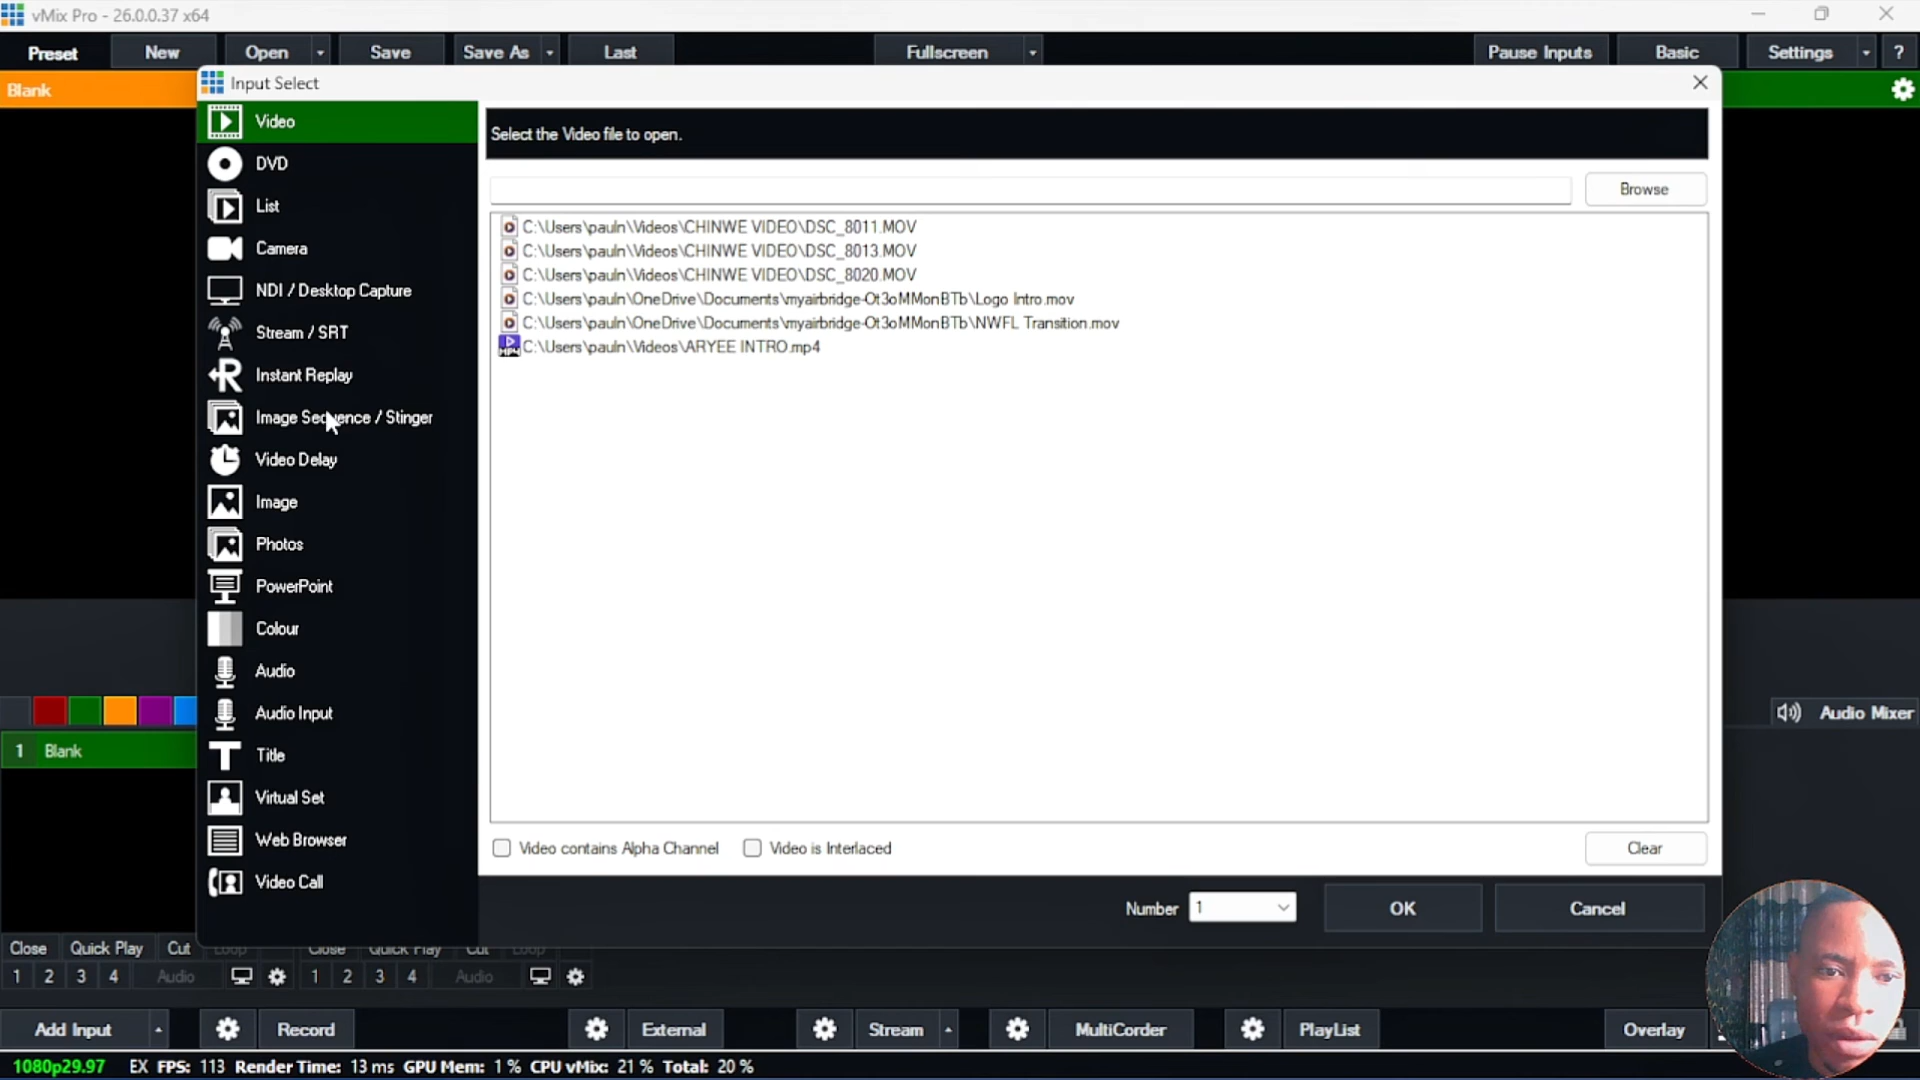 vMix Pro - 26.0.0.37 x64
Preset New Open Save Save As Last Fullscreen Pause Inputs Basic Settings ?
Blank
Input Select
Video
DVD
List
Camera
NDI / Desktop Capture
Stream / SRT
Instant Replay
Image Sequence / Stinger
Video Delay
Image
Photos
PowerPoint
Colour
Audio
Audio Input
Title
Virtual Set
Web Browser
Video Call
Select the Video file to open.
Browse
C:\Users\pauln\Videos\CHINWE VIDEO\DSC_8011.MOV
C:\Users\pauln\Videos\CHINWE VIDEO\DSC_8013.MOV
C:\Users\pauln\Videos\CHINWE VIDEO\DSC_8020.MOV
C:\Users\pauln\OneDrive\Documents\myairbridge-Ot3oMMonBTb\Logo Intro.mov
C:\Users\pauln\OneDrive\Documents\myairbridge-Ot3oMMonBTb\NWFL Transition.mov
C:\Users\pauln\Videos\ARYEE INTRO.mp4
Video contains Alpha Channel Video is Interlaced Clear
Number 1 OK Cancel
Audio Mixer
1 Blank
Close Quick Play Cut Loop Close Quick Play Cut Loop
1 2 3 4 Audio 1 2 3 4 Audio
Add Input Record External Stream MultiCorder PlayList Overlay
1080p29.97 EX FPS: 113 Render Time: 13 ms GPU Mem: 1 % CPU vMix: 21 % Total: 20 %